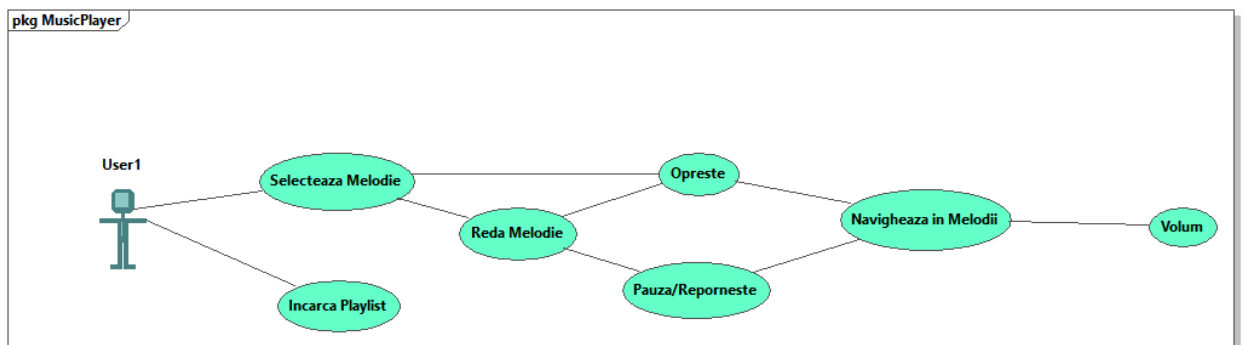 pkg MusicPlayer
User1
Selecteaza Melodie
Opreste
Reda Melodie
Navigheaza in Melodii
Volum
Pauza/Reporneste
Incarca Playlist